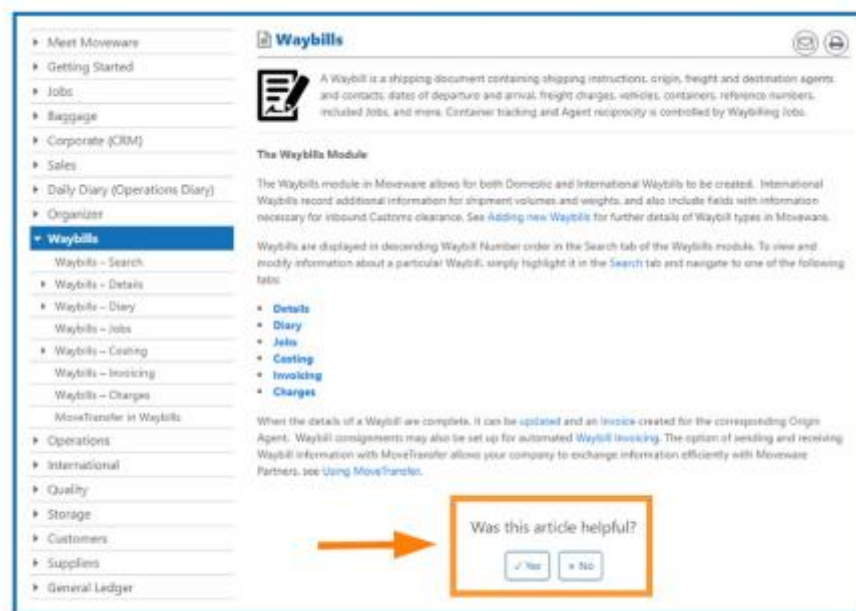 Meet Moveware
Getting Started
Jobs
Baggage
Corporate (CRM)
Sales
Daily Diary (Operations Diary)
Organizer
Waybills
Waybills – Search
Waybills – Details
Waybills – Diary
Waybills – Jobs
Waybills – Costing
Waybills – Invoicing
Waybills – Charges
MoveTransfer in Waybills
Operations
International
Quality
Storage
Customers
Suppliers
General Ledger
Waybills
A Waybill is a shipping document containing shipping instructions, origin, freight and destination agents
and contacts, dates of departure and arrival, freight charges, vehicles, containers, reference numbers,
included Jobs, and more. Container tracking and Agent reciprocity is controlled by Waybilling Jobs.
The Waybills Module
The Waybills module in Moveware allows for both Domestic and International Waybills to be created. International
Waybills record additional information for shipment volumes and weights, and also include fields with information
necessary for inbound Customs clearance. See Adding new Waybills for further details of Waybill types in Moveware.
Waybills are displayed in descending Waybill Number order in the Search tab of the Waybills module. To view and
modify information about a particular Waybill, simply highlight it in the Search tab and navigate to one of the following
tabs:
Details
Diary
Jobs
Costing
Invoicing
Charges
When the details of a Waybill are complete, it can be updated and an Invoice created for the corresponding Origin
Agent. Waybill consignments may also be set up for automated Waybill Invoicing. The option of sending and receiving
Waybill information with MoveTransfer allows your company to exchange information efficiently with Moveware
Partners, see Using MoveTransfer.
Was this article helpful?
✓ Yes × No